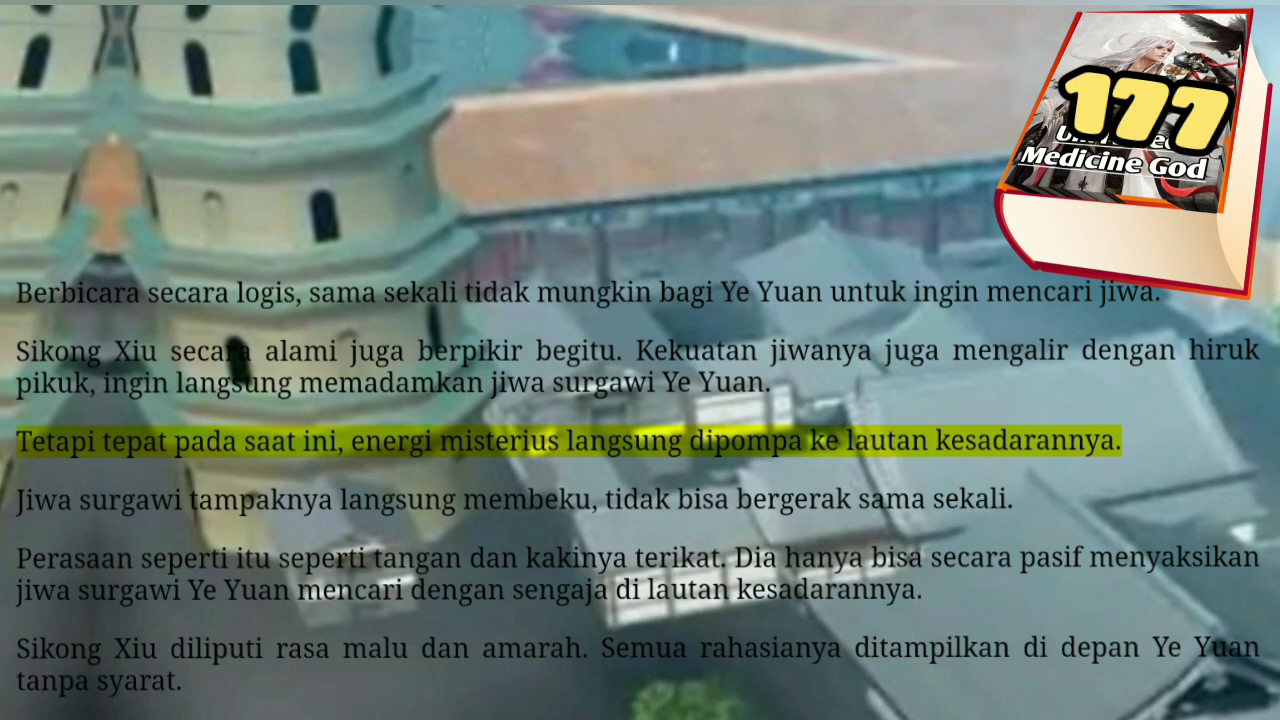 177
Medicine God
Berbicara secara logis, sama sekali tidak mungkin bagi Ye Yuan untuk ingin mencari jiwa.
Sikong Xiu secara alami juga berpikir begitu. Kekuatan jiwanya juga mengalir dengan hiruk
pikuk, ingin langsung memadamkan jiwa surgawi Ye Yuan.
Tetapi tepat pada saat ini, energi misterius langsung dipompa ke lautan kesadarannya.
Jiwa surgawi tampaknya langsung membeku, tidak bisa bergerak sama sekali.
Perasaan seperti itu seperti tangan dan kakinya terikat. Dia hanya bisa secara pasif menyaksikan
jiwa surgawi Ye Yuan mencari dengan sengaja di lautan kesadarannya.
Sikong Xiu diliputi rasa malu dan amarah. Semua rahasianya ditampilkan di depan Ye Yuan
tanpa syarat.